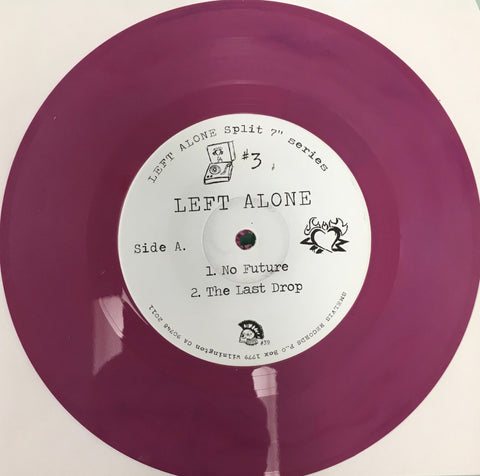 LEFT ALONE Split 7" series
#3
LEFT ALONE
Side A.
1. No Future
2. The Last Drop
#39
SMELVIS RECORDS P.O Box 1779 Wilmington CA 90748 2011